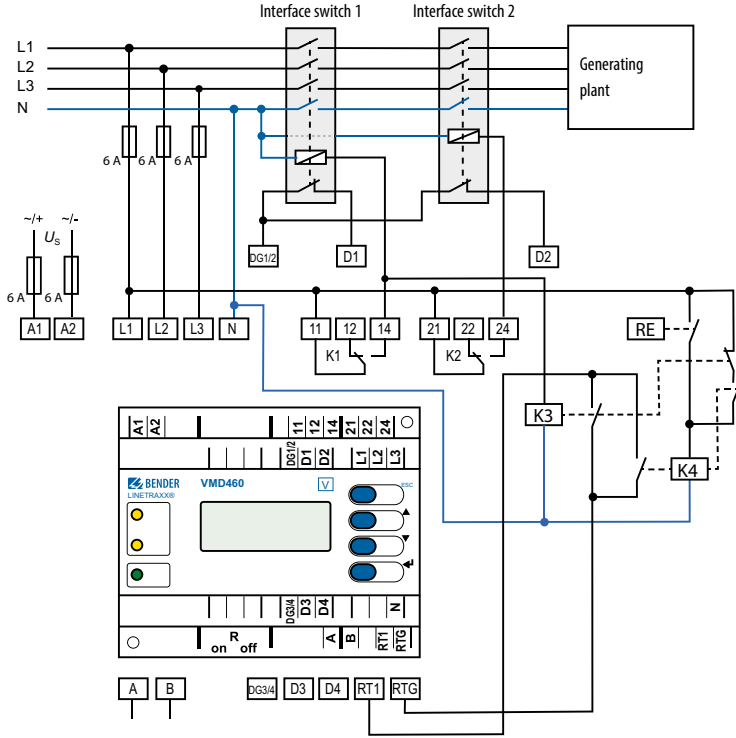 Interface switch 1 Interface switch 2
L1
L2
L3
N
Generating
plant
6 A 6 A 6 A
~/+ ~/-
US
6 A 6 A
DG1/2 D1 D2
A1 A2 L1 L2 L3 N 11 12 14 21 22 24 RE
K1 K2
K3
K4
A1 A2 11 12 14 21 22 24
DG1/2 D1 D2 L1 L2 L3
BENDER VMD460 V ESC
LINETRAXX®
DG3/4 D3 D4 N
R
on off
A B RT1 RTG
A B DG3/4 D3 D4 RT1 RTG